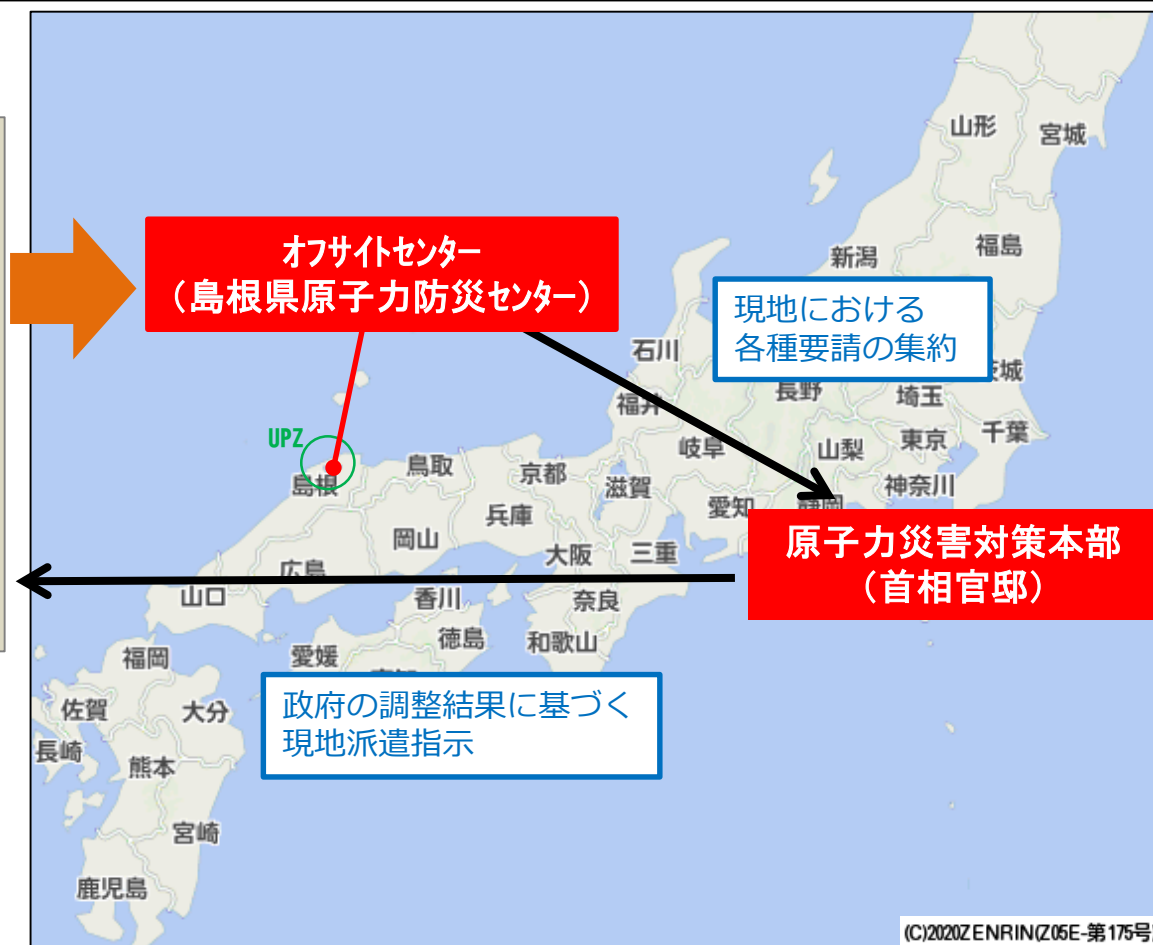 山形
宮城
オフサイトセンター
（島根県原子力防災センター）
福島
新潟
現地における
各種要請の集約
石川
茨城
長野
埼玉
福井
東京
千葉
岐阜
山梨
UPZ
鳥取
京都
滋賀
神奈川
島根
愛知
静岡
兵庫
岡山
大阪
三重
原子力災害対策本部
（首相官邸）
広島
山口
香川
奈良
徳島
和歌山
福岡
愛媛
佐賀
大分
政府の調整結果に基づく
現地派遣指示
長崎
熊本
宮崎
鹿児島
(C)2020ZENRIN(Z05E-第175号